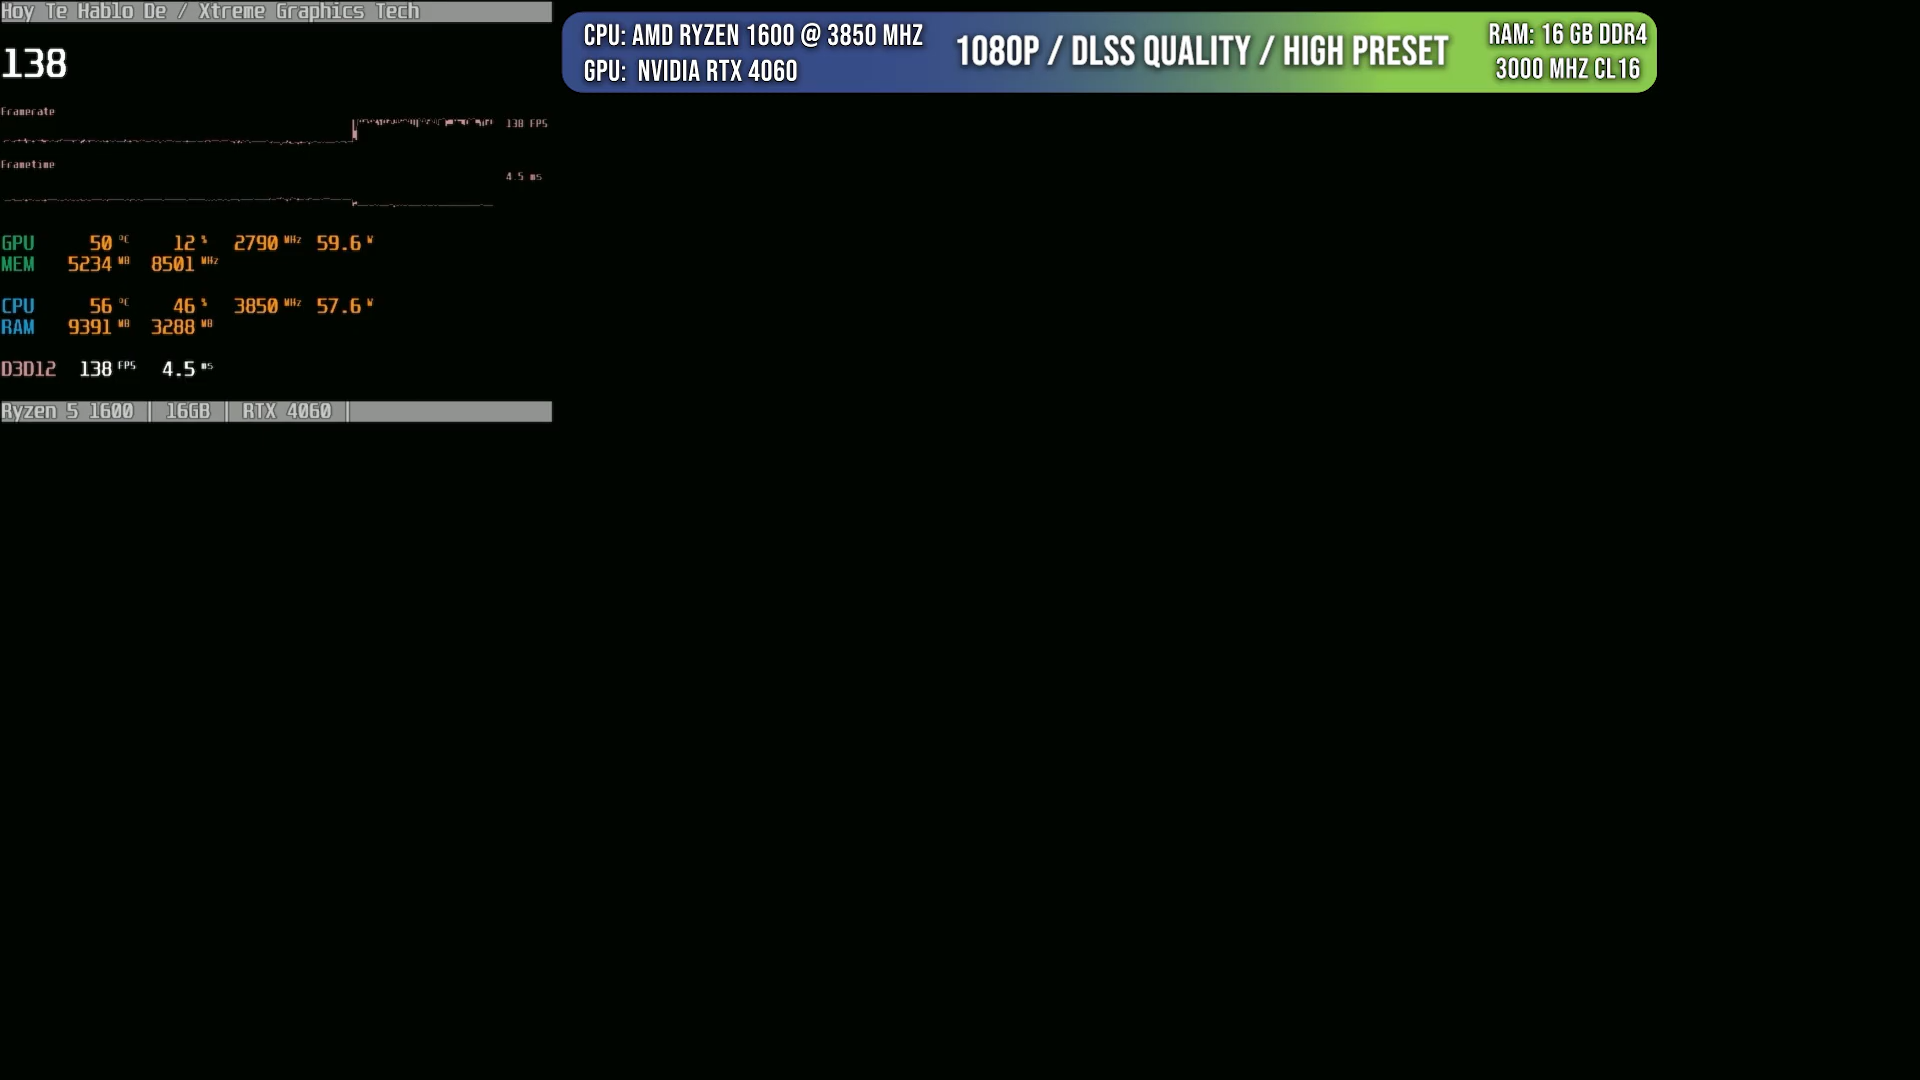 Hoy Te Hablo De / Xtreme Graphics Tech
CPU: AMD RYZEN 1600 @ 3850 MHZ
GPU: NVIDIA RTX 4060
1080P / DLSS QUALITY / HIGH PRESET
RAM: 16 GB DDR4
3000 MHZ CL16
138
Framerate
138 FPS
Frametime
4.5 ms
GPU 50 °C 12 % 2790 MHz 59.6 W
MEM 5234 MB 8501 MHz
CPU 56 °C 46 % 3850 MHz 57.6 W
RAM 9391 MB 3288 MB
D3D12 138 FPS 4.5 ms
Ryzen 5 1600 | 16GB | RTX 4060 |